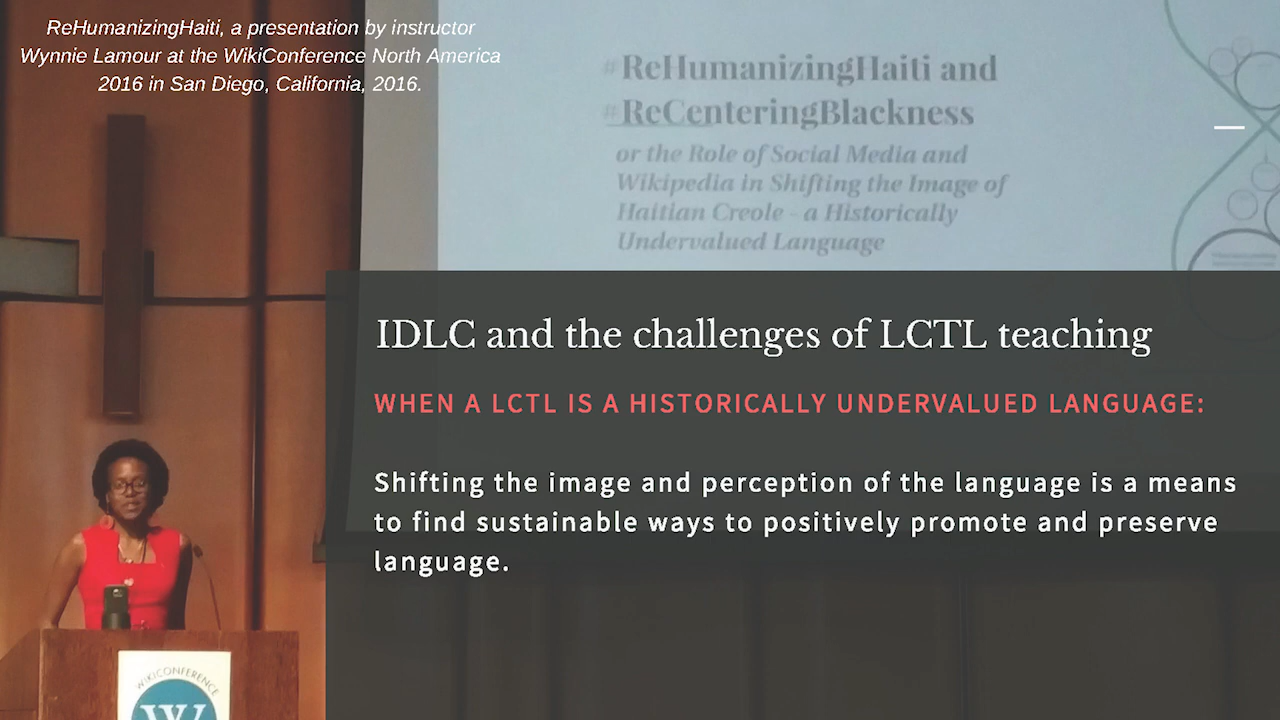 ReHumanizingHaiti, a presentation by instructor
Wynnie Lamour at the WikiConference North America
2016 in San Diego, California, 2016.
#ReHumanizingHaiti and
#ReCenteringBlackness
or the Role of Social Media and
Wikipedia in Shifting the Image of
Haitian Creole - a Historically
Undervalued Language
IDLC and the challenges of LCTL teaching
WHEN A LCTL IS A HISTORICALLY UNDERVALUED LANGUAGE:
Shifting the image and perception of the language is a means
to find sustainable ways to positively promote and preserve
language.
WIKICONFERENCE
W